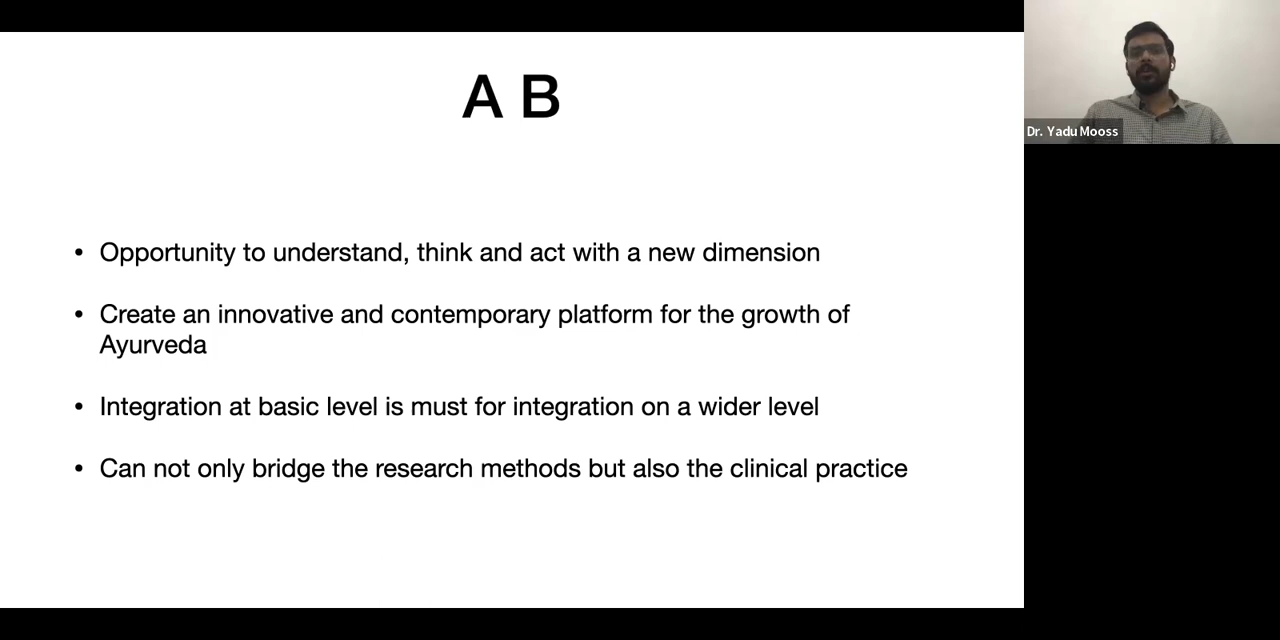 A B
• Opportunity to understand, think and act with a new dimension
• Create an innovative and contemporary platform for the growth of
Ayurveda
• Integration at basic level is must for integration on a wider level
• Can not only bridge the research methods but also the clinical practice
Dr. Yadu Mooss